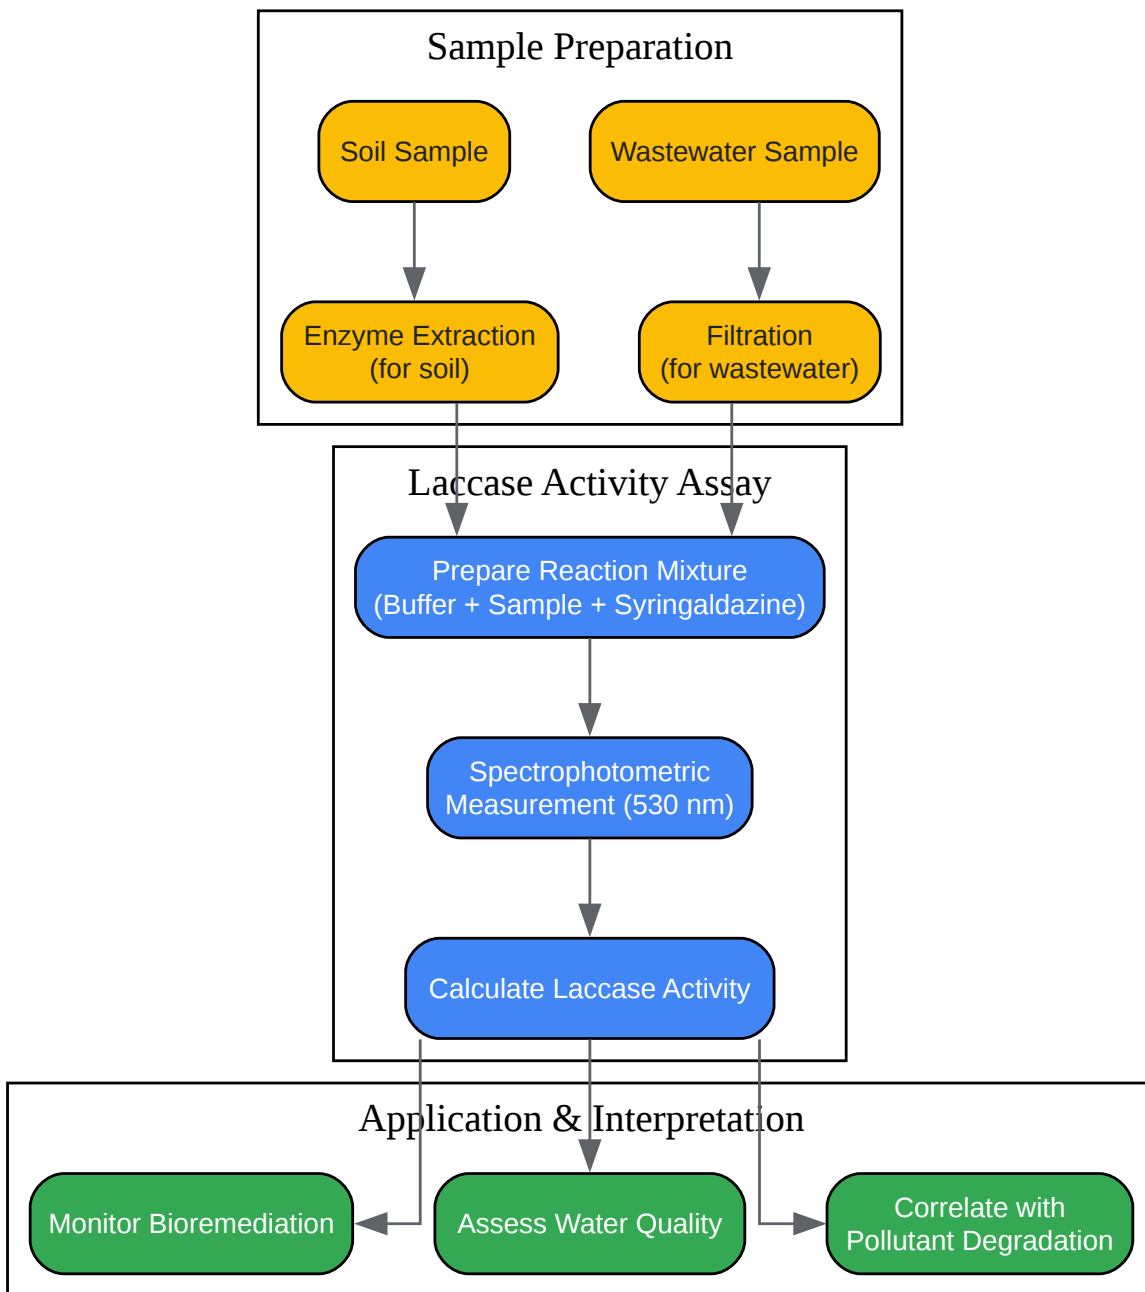 Sample Preparation
Soil Sample
Wastewater Sample
Enzyme Extraction
(for soil)
Filtration
(for wastewater)
Laccase Activity Assay
Prepare Reaction Mixture
(Buffer + Sample + Syringaldazine)
Spectrophotometric
Measurement (530 nm)
Calculate Laccase Activity
Application & Interpretation
Monitor Bioremediation
Assess Water Quality
Correlate with
Pollutant Degradation